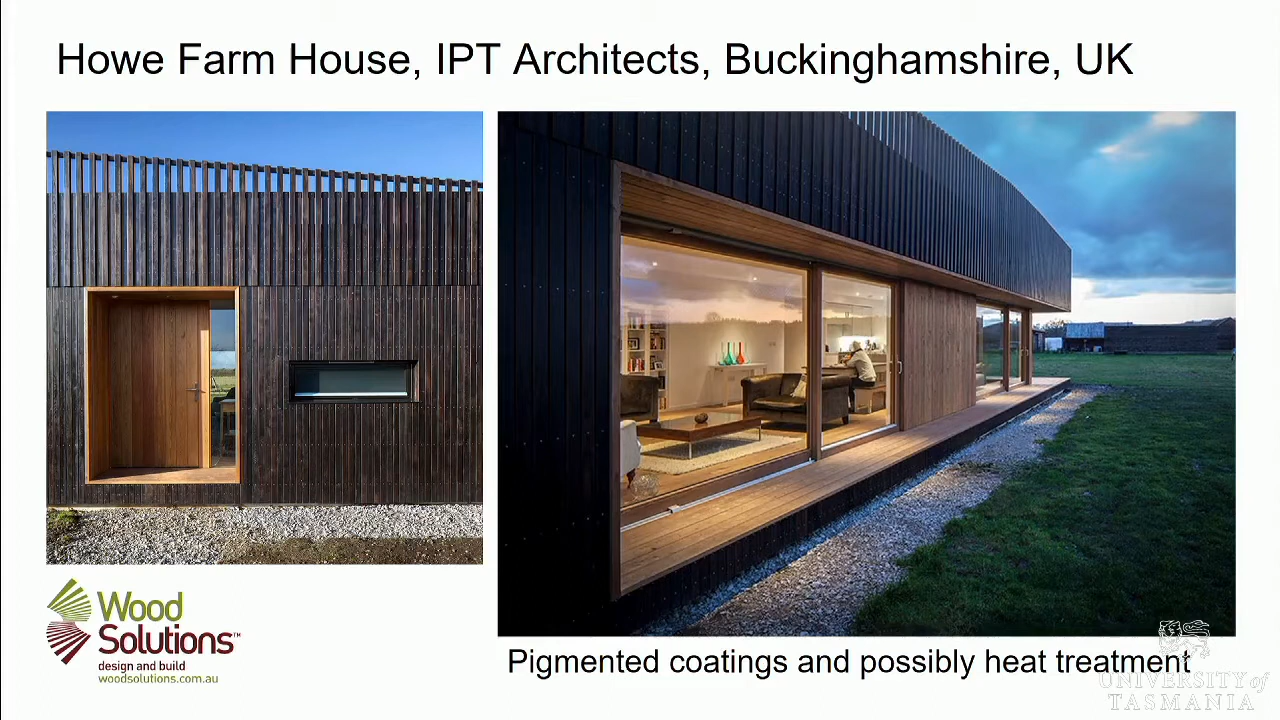 Howe Farm House, IPT Architects, Buckinghamshire, UK
Wood
Solutions™
design and build
woodsolutions.com.au
Pigmented coatings and possibly heat treatment
UNIVERSITY of
TASMANIA